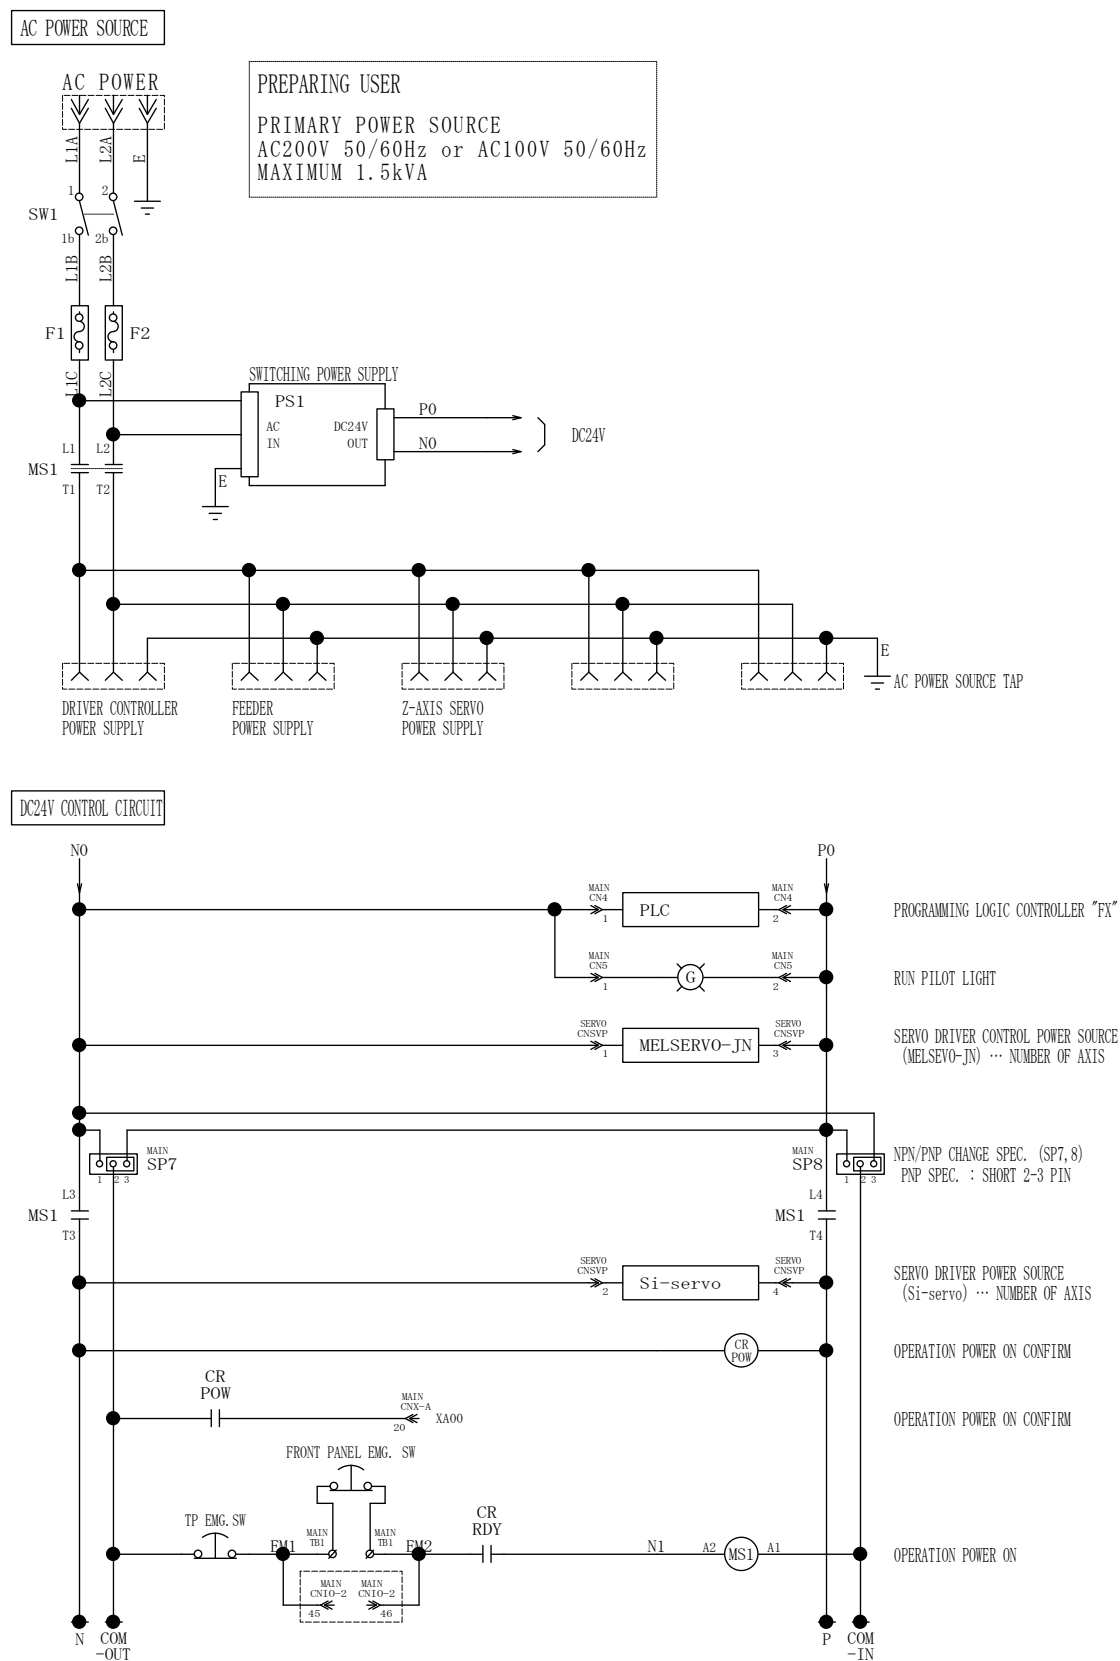 AC POWER SOURCE
AC POWER
PREPARING USER
PRIMARY POWER SOURCE
AC200V 50/60Hz or AC100V 50/60Hz
MAXIMUM 1.5kVA
L1A L2A E
1 2
SW1
1b 2b
L1B L2B
F1 F2
L1C L2C
SWITCHING POWER SUPPLY
PS1
AC IN
DC24V OUT
P0
N0
DC24V
E
L1 L2
MS1
T1 T2
E
AC POWER SOURCE TAP
DRIVER CONTROLLER
POWER SUPPLY
FEEDER
POWER SUPPLY
Z-AXIS SERVO
POWER SUPPLY
DC24V CONTROL CIRCUIT
N0 P0
MAIN
CN4
1
PLC
MAIN
CN4
2
PROGRAMMING LOGIC CONTROLLER "FX"
MAIN
CN5
1
G
MAIN
CN5
2
RUN PILOT LIGHT
SERVO
CNSVP
1
MELSERVO-JN
SERVO
CNSVP
3
SERVO DRIVER CONTROL POWER SOURCE
(MELSEVO-JN) ··· NUMBER OF AXIS
MAIN
SP7
1 2 3
MAIN
SP8
1 2 3
NPN/PNP CHANGE SPEC. (SP7,8)
PNP SPEC. : SHORT 2-3 PIN
L3
MS1
T3
L4
MS1
T4
SERVO
CNSVP
2
Si-servo
SERVO
CNSVP
4
SERVO DRIVER POWER SOURCE
(Si-servo) ··· NUMBER OF AXIS
CR
POW
OPERATION POWER ON CONFIRM
CR
POW
MAIN
CNX-A
20
XA00
OPERATION POWER ON CONFIRM
FRONT PANEL EMG. SW
TP EMG.SW
EM1
MAIN
TB1
MAIN
TB1
EM2
CR
RDY
N1
A2 MS1 A1
OPERATION POWER ON
MAIN
CNIO-2
45
MAIN
CNIO-2
46
N
COM
-OUT
P
COM
-IN